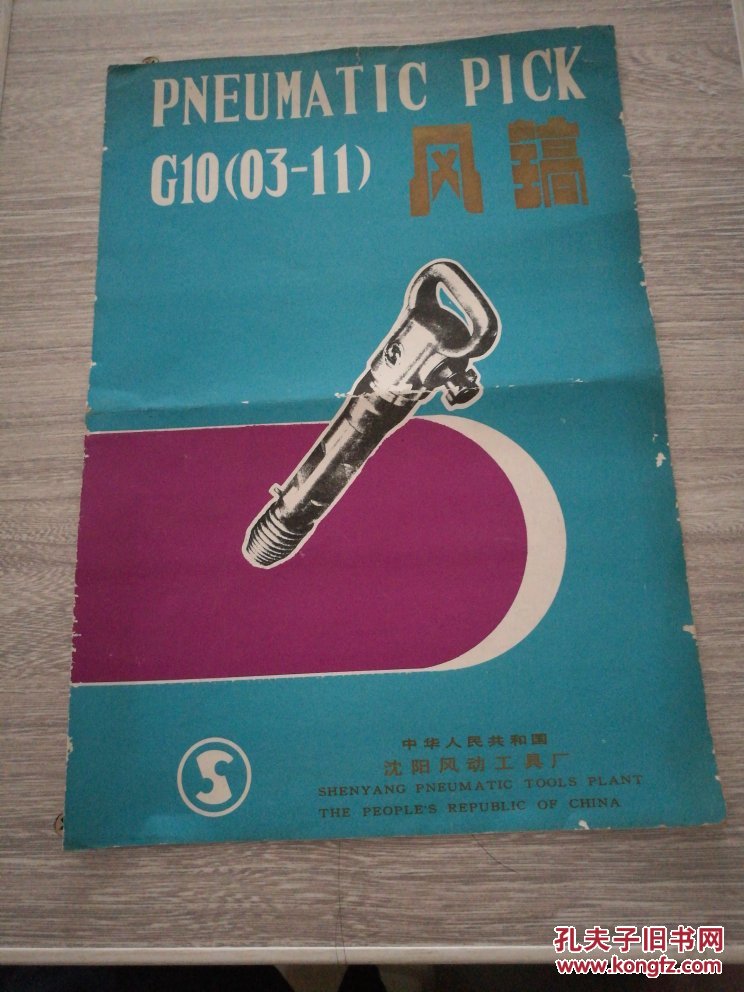 PNEUMATIC PICK
G10(03-11) 风镐
中华人民共和国
沈阳风动工具厂
SHENYANG PNEUMATIC TOOLS PLANT
THE PEOPLE'S REPUBLIC OF CHINA
孔夫子旧书网
www.kongfz.com